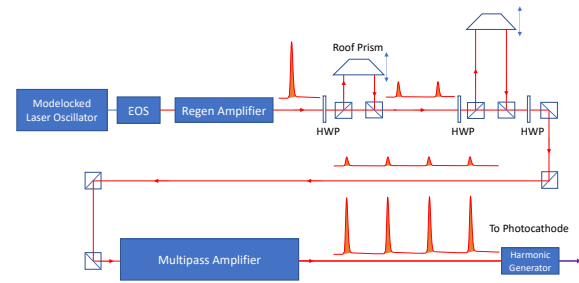 Roof Prism
Modelocked
Laser Oscillator
EOS
Regen Amplifier
HWP
HWP
HWP
To Photocathode
Multipass Amplifier
Harmonic
Generator